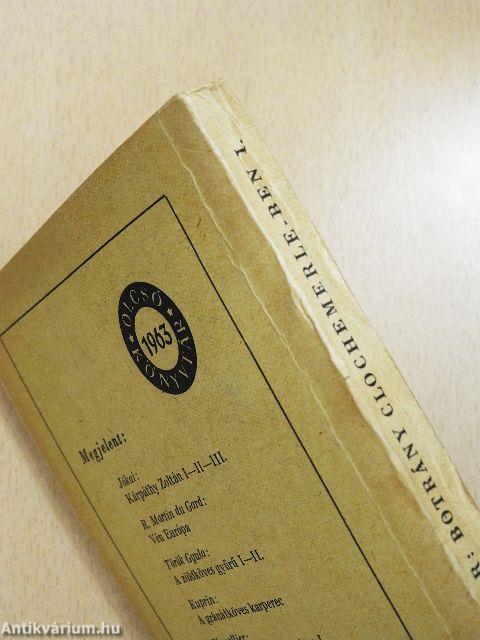 R: BOTRÁNY CLOCHEMERLE-BEN I.
OLCSÓ KÖNYVTÁR
1963
Megjelent:
Jókai:
Kárpáthy Zoltán I—II—III.
R. Martin du Gard:
Vén Európa
Török Gyula:
A zöldköves gyűrű I—II.
Kuprin:
A gránátköves karperec
Antikvárium.hu